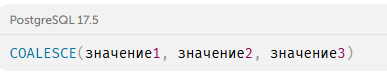 PostgreSQL 17.5
COALESCE(значение1, значение2, значение3)